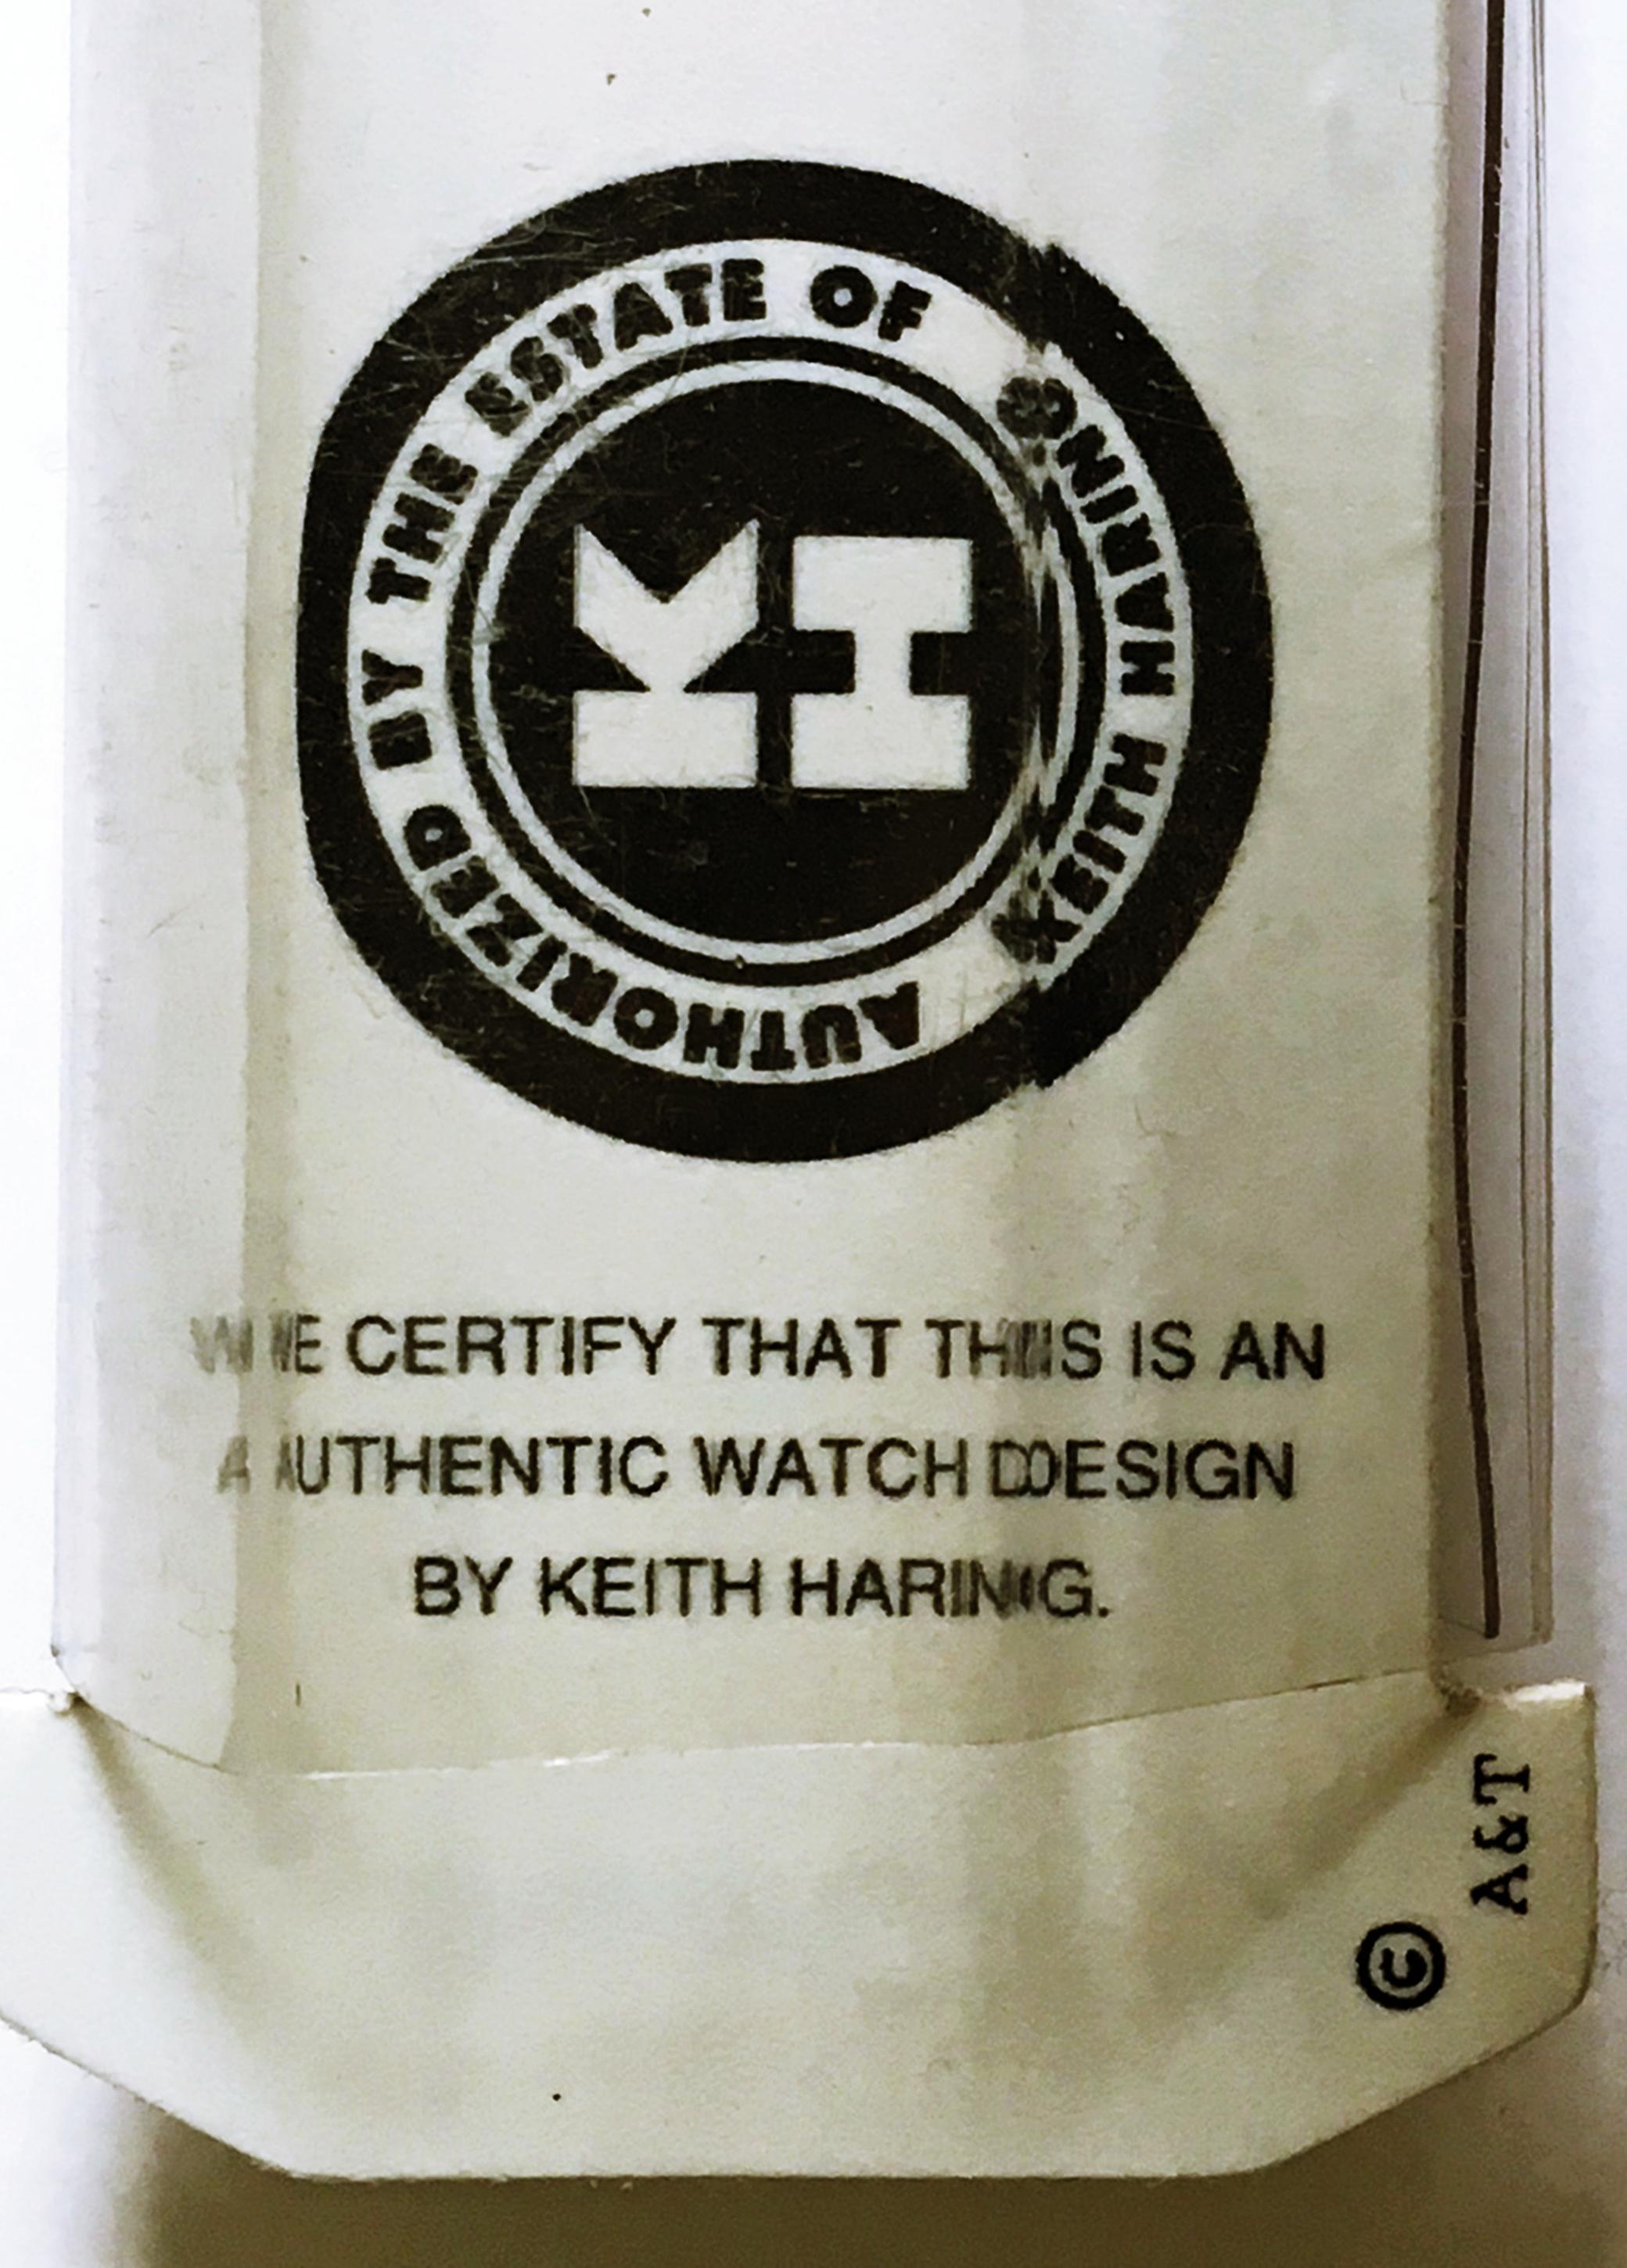 AUTHORIZED BY THE ESTATE OF
KEITH HARING
KH
WE CERTIFY THAT THIS IS AN
AUTHENTIC WATCH DESIGN
BY KEITH HARING.
© A&T